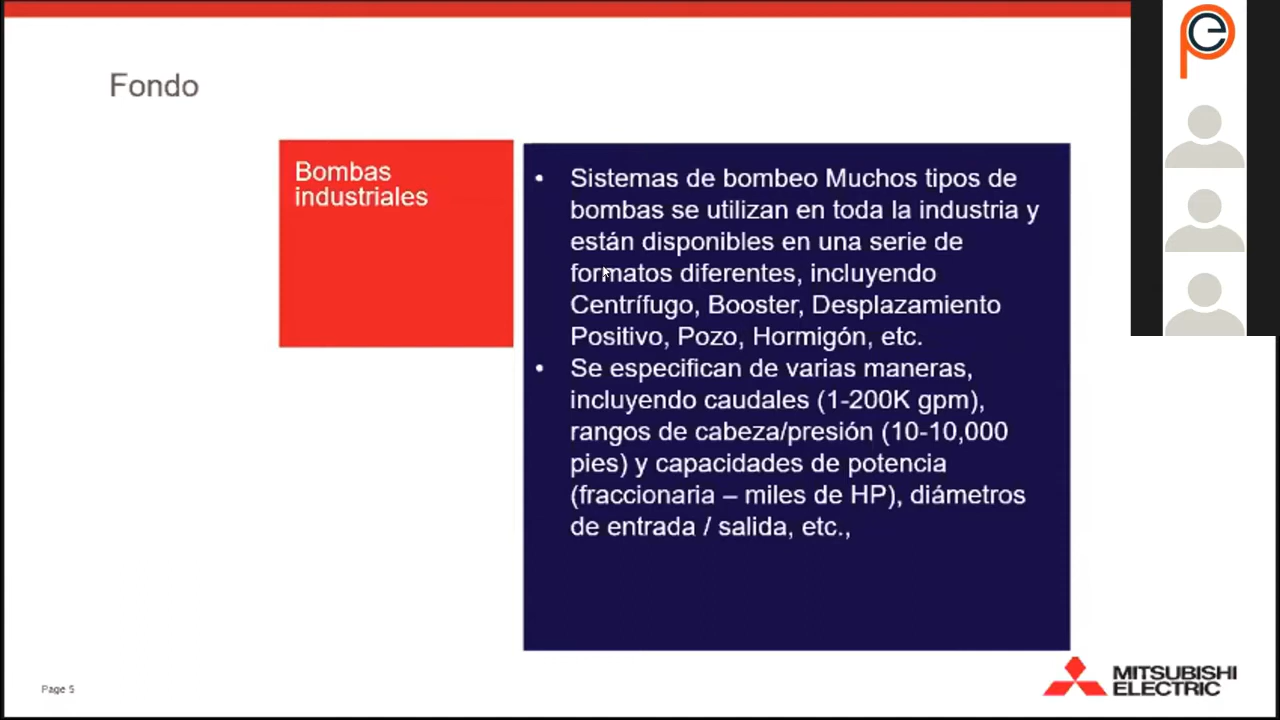 Fondo
Bombas
industriales
• Sistemas de bombeo Muchos tipos de
bombas se utilizan en toda la industria y
están disponibles en una serie de
formatos diferentes, incluyendo
Centrífugo, Booster, Desplazamiento
Positivo, Pozo, Hormigón, etc.
• Se especifican de varias maneras,
incluyendo caudales (1-200K gpm),
rangos de cabeza/presión (10-10,000
pies) y capacidades de potencia
(fraccionaria – miles de HP), diámetros
de entrada / salida, etc.,
Page 5
MITSUBISHI
ELECTRIC